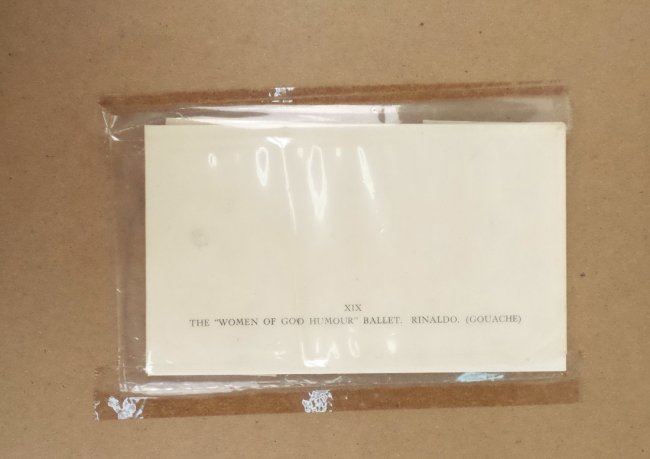 XIX
THE "WOMEN OF GOO HUMOUR" BALLET. RINALDO. (GOUACHE)